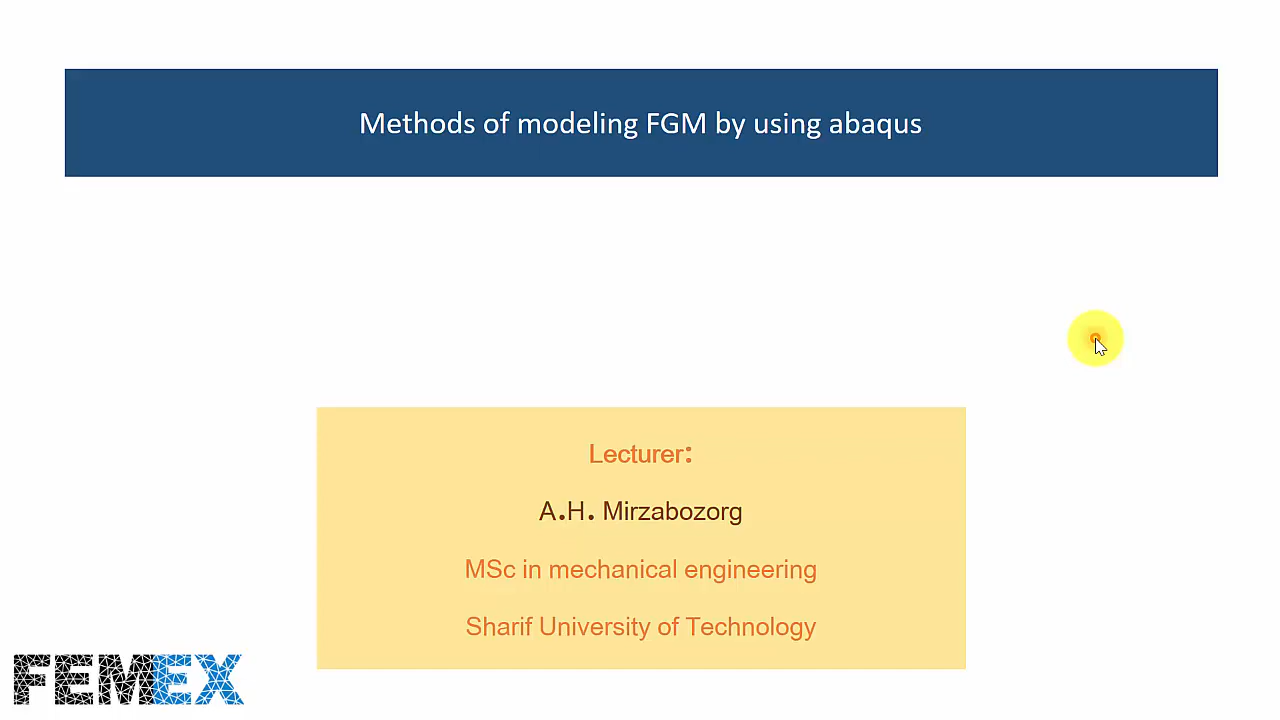 Methods of modeling FGM by using abaqus
Lecturer:
A.H. Mirzabozorg
MSc in mechanical engineering
Sharif University of Technology
FEMEX